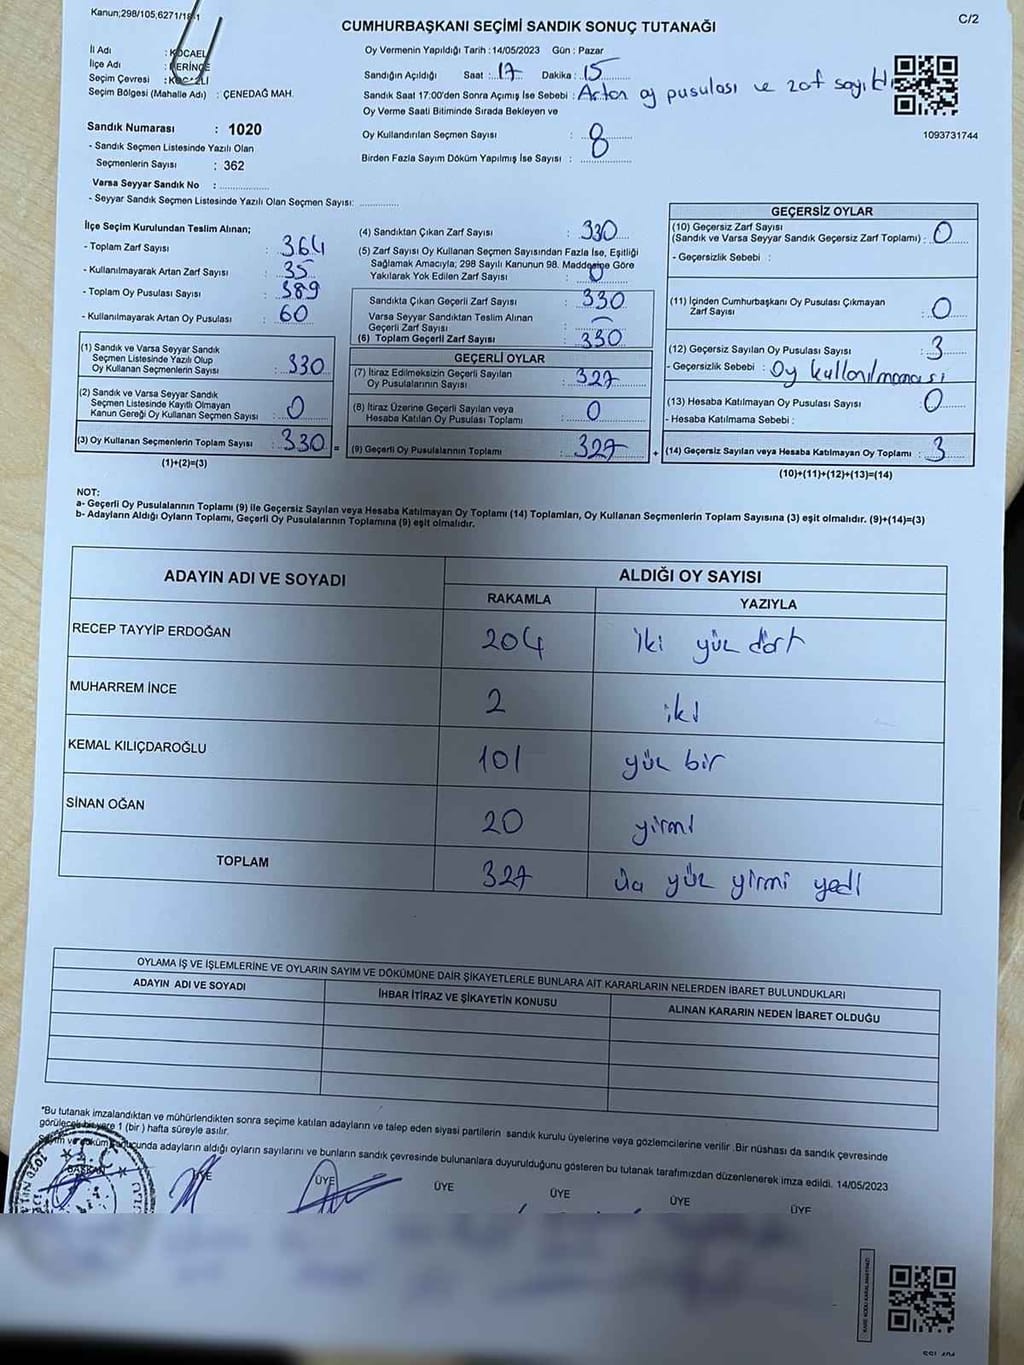 Kanun;298/105,6271/
C/2
CUMHURBAŞKANI SEÇİMİ SANDIK SONUÇ TUTANAĞI
İl Adı : KOCAELİ
İlçe Adı : DERİNCE
Seçim Çevresi : KOCAELİ
Seçim Bölgesi (Mahalle Adı) : ÇENEDAĞ MAH.
Sandık Numarası : 1020
- Sandık Seçmen Listesinde Yazılı Olan
Seçmenlerin Sayısı : 362
Varsa Seyyar Sandık No :
- Seyyar Sandık Seçmen Listesinde Yazılı Olan Seçmen Sayısı:
Oy Vermenin Yapıldığı Tarih : 14/05/2023 Gün : Pazar
Sandığın Açıldığı Saat : 17 Dakika : 15
Sandık Saat 17:00'den Sonra Açımış İse Sebebi : Artan oy pusulası ve zaf sayıldı
Oy Verme Saati Bitiminde Sırada Bekleyen ve
Oy Kullandırılan Seçmen Sayısı : 8
Birden Fazla Sayım Döküm Yapılmış İse Sayısı :
1093731744
İlçe Seçim Kurulundan Teslim Alınan;
- Toplam Zarf Sayısı : 364
- Kullanılmayarak Artan Zarf Sayısı : 35
- Toplam Oy Pusulası Sayısı : 389
- Kullanılmayarak Artan Oy Pusulası : 60
(1) Sandık ve Varsa Seyyar Sandık
Seçmen Listesinde Yazılı Olup
Oy Kullanan Seçmenlerin Sayısı : 330
(2) Sandık ve Varsa Seyyar Sandık
Seçmen Listesinde Kayıtlı Olmayan
Kanun Gereği Oy Kullanan Seçmen Sayısı : 0
(3) Oy Kullanan Seçmenlerin Toplam Sayısı : 330 =
(1)+(2)=(3)
(4) Sandıktan Çıkan Zarf Sayısı : 330
(5) Zarf Sayısı Oy Kullanan Seçmen Sayısından Fazla İse, Eşitliği
Sağlamak Amacıyla; 298 Sayılı Kanunun 98. Maddesine Göre
Yakılarak Yok Edilen Zarf Sayısı : 0
Sandıkta Çıkan Geçerli Zarf Sayısı : 330
Varsa Seyyar Sandıktan Teslim Alınan
Geçerli Zarf Sayısı : –
(6) Toplam Geçerli Zarf Sayısı : 330
GEÇERLİ OYLAR
(7) İtiraz Edilmeksizin Geçerli Sayılan
Oy Pusulalarının Sayısı : 327
(8) İtiraz Üzerine Geçerli Sayılan veya
Hesaba Katılan Oy Pusulası Toplamı : 0
(9) Geçerli Oy Pusulalarının Toplamı : 327 +
GEÇERSİZ OYLAR
(10) Geçersiz Zarf Sayısı
(Sandık ve Varsa Seyyar Sandık Geçersiz Zarf Toplamı) : 0
- Geçersizlik Sebebi :
(11) İçinden Cumhurbaşkanı Oy Pusulası Çıkmayan
Zarf Sayısı : 0
(12) Geçersiz Sayılan Oy Pusulası Sayısı : 3
- Geçersizlik Sebebi : Oy kullanılmaması
(13) Hesaba Katılmayan Oy Pusulası Sayısı : 0
- Hesaba Katılmama Sebebi :
(14) Geçersiz Sayılan veya Hesaba Katılmayan Oy Toplamı : 3
(10)+(11)+(12)+(13)=(14)
NOT:
a- Geçerli Oy Pusulalarının Toplamı (9) ile Geçersiz Sayılan veya Hesaba Katılmayan Oy Toplamı (14) Toplamları, Oy Kullanan Seçmenlerin Toplam Sayısına (3) eşit olmalıdır. (9)+(14)=(3)
b- Adayların Aldığı Oyların Toplamı, Geçerli Oy Pusulalarının Toplamına (9) eşit olmalıdır.
ADAYIN ADI VE SOYADI ALDIĞI OY SAYISI
RAKAMLA YAZIYLA
RECEP TAYYİP ERDOĞAN 204 iki yüz dört
MUHARREM İNCE 2 iki
KEMAL KILIÇDAROĞLU 101 yüz bir
SİNAN OĞAN 20 yirmi
TOPLAM 327 üç yüz yirmi yedi
OYLAMA İŞ VE İŞLEMLERİNE VE OYLARIN SAYIM VE DÖKÜMÜNE DAİR ŞİKAYETLERLE BUNLARA AİT KARARLARIN NELERDEN İBARET BULUNDUKLARI
ADAYIN ADI VE SOYADI İHBAR İTİRAZ VE ŞİKAYETİN KONUSU ALINAN KARARIN NEDEN İBARET OLDUĞU
*Bu tutanak imzalandıktan ve mühürlendikten sonra seçime katılan adayların ve talep eden siyasi partilerin sandık kurulu üyelerine veya gözlemcilerine verilir .Bir nüshası da sandık çevresinde
görülecek bir yere 1 (bir) hafta süreyle asılır.
Sayım ve döküm sonucunda adayların aldığı oyların sayılarını ve bunların sandık çevresinde bulunanlara duyurulduğunu gösteren bu tutanak tarafımızdan düzenlenerek imza edildi. 14/05/2023
BAŞKAN ÜYE ÜYE ÜYE ÜYE ÜYE ÜYE
T.C.
1020